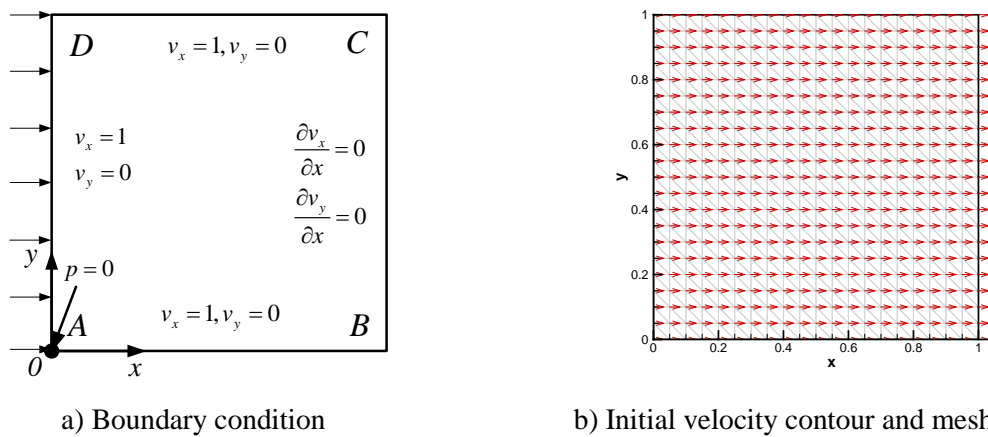 D
v_x = 1, v_y = 0
C
v_x = 1
v_y = 0
∂v_x/∂x = 0
∂v_y/∂x = 0
y
p = 0
A
v_x = 1, v_y = 0
B
0
x
a) Boundary condition
1
0.8
0.6
0.4
0.2
0
y
0
0.2
0.4
0.6
0.8
1
x
b) Initial velocity contour and mesh